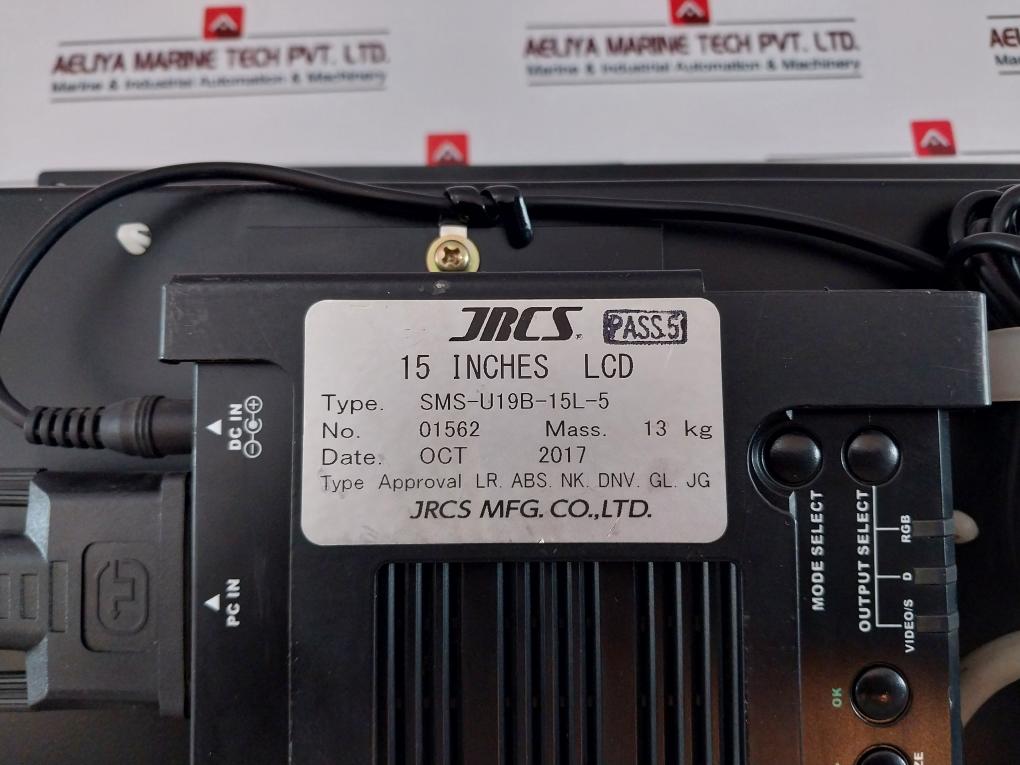 AELIYA MARINE TECH PVT. LTD.
Marine & Industrial Automation & Machinery
AELIYA MARINE TECH PVT. LTD.
Marine & Industrial Automation & Machinery
JRCS PASS.5
15 INCHES LCD
Type. SMS-U19B-15L-5
No. 01562 Mass. 13 kg
Date. OCT 2017
Type Approval LR. ABS. NK. DNV. GL. JG
JRCS MFG. CO.,LTD.
DC IN
PC IN
MODE SELECT
OUTPUT SELECT
RGB
D
VIDEO/S
OK